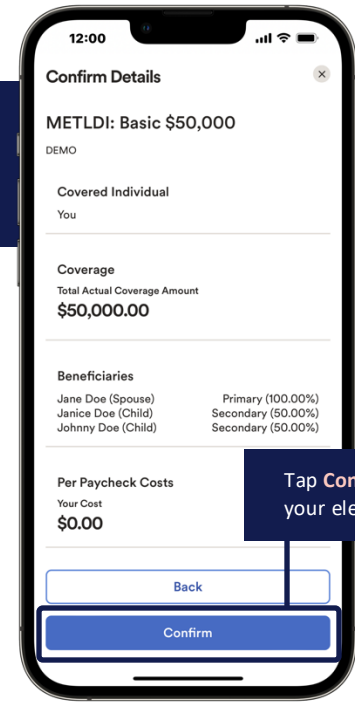 12:00
Confirm Details
METLDI: Basic $50,000
DEMO
Covered Individual
You
Coverage
Total Actual Coverage Amount
$50,000.00
Beneficiaries
Jane Doe (Spouse) Primary (100.00%)
Janice Doe (Child) Secondary (50.00%)
Johnny Doe (Child) Secondary (50.00%)
Per Paycheck Costs
Your Cost
$0.00
Tap
your
Back
Confirm